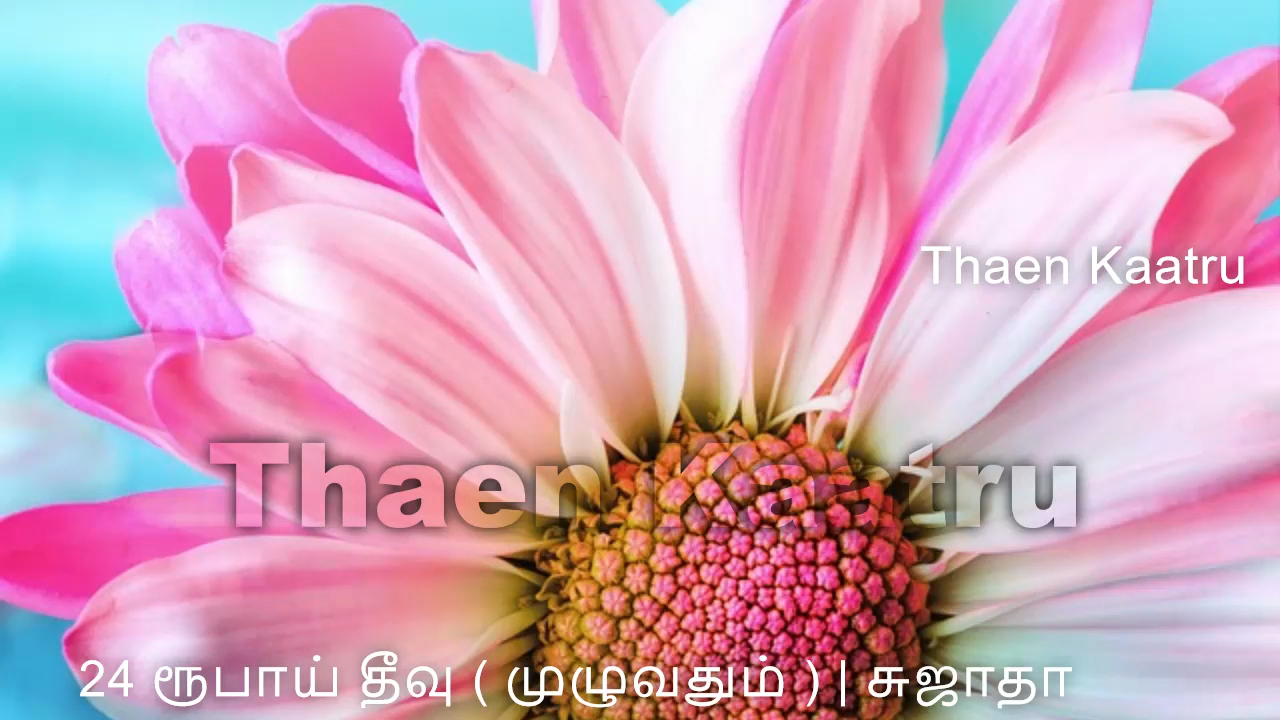 Thaen Kaatru
Thaen Kaatru
24 ரூபாய் தீவு ( முழுவதும் ) | சுஜாதா